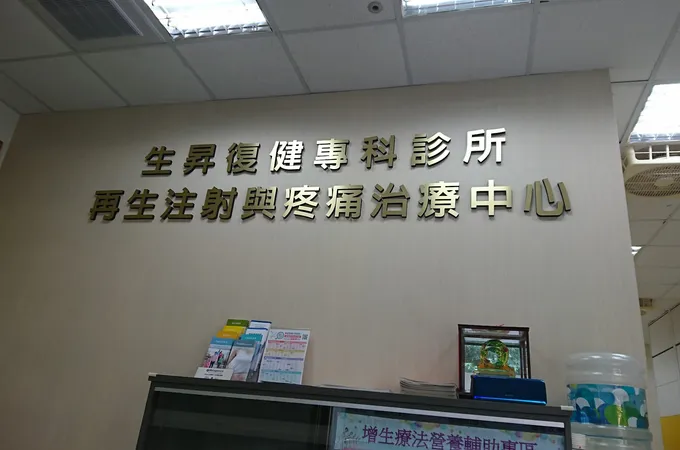 生昇復健專科診所
再生注射與疼痛治療中心
增生療法營養輔助專區